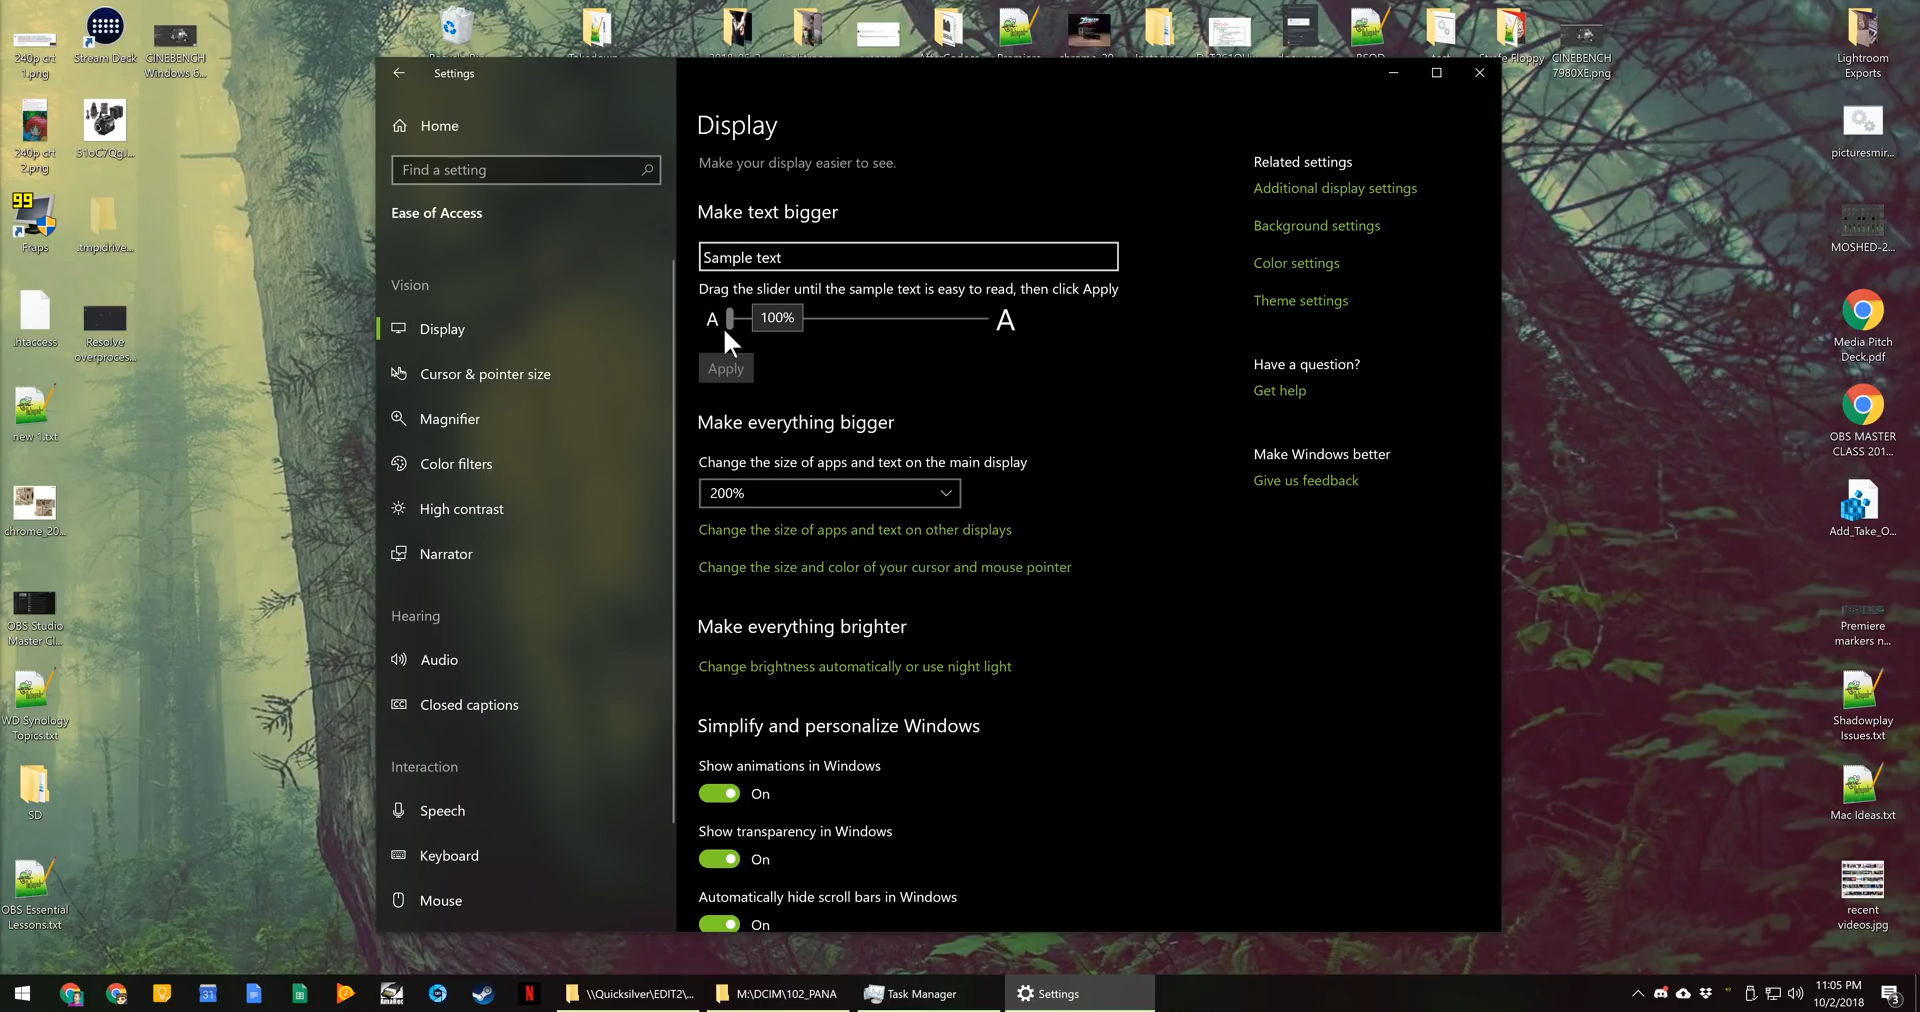 240p crt
1.png
Stream Deck
CINEBENCH
Windows 6...
CINEBENCH
7980XE.png
Lightroom
Exports
240p crt
2.png
51oC7QgJ...
picturesmir...
99
Fraps
.tmp.drive...
MOSHED-2...
.htaccess
Resolve
overproces...
Media Pitch
Deck.pdf
new 1.txt
OBS MASTER
CLASS 201...
chrome_20...
Add_Take_O...
OBS Studio
Master Cl...
Premiere
markers n...
WD Synology
Topics.txt
Shadowplay
Issues.txt
SD
Mac Ideas.txt
OBS Essential
Lessons.txt
recent
videos.jpg
Settings
Home
Find a setting
Ease of Access
Vision
Display
Cursor & pointer size
Magnifier
Color filters
High contrast
Narrator
Hearing
Audio
Closed captions
Interaction
Speech
Keyboard
Mouse
Display
Make your display easier to see.
Make text bigger
Sample text
Drag the slider until the sample text is easy to read, then click Apply
A 100% A
Apply
Make everything bigger
Change the size of apps and text on the main display
200%
Change the size of apps and text on other displays
Change the size and color of your cursor and mouse pointer
Make everything brighter
Change brightness automatically or use night light
Simplify and personalize Windows
Show animations in Windows
On
Show transparency in Windows
On
Automatically hide scroll bars in Windows
On
Related settings
Additional display settings
Background settings
Color settings
Theme settings
Have a question?
Get help
Make Windows better
Give us feedback
\\Quicksilver\EDIT2\...
M:\DCIM\102_PANA
Task Manager
Settings
11:05 PM
10/2/2018
3